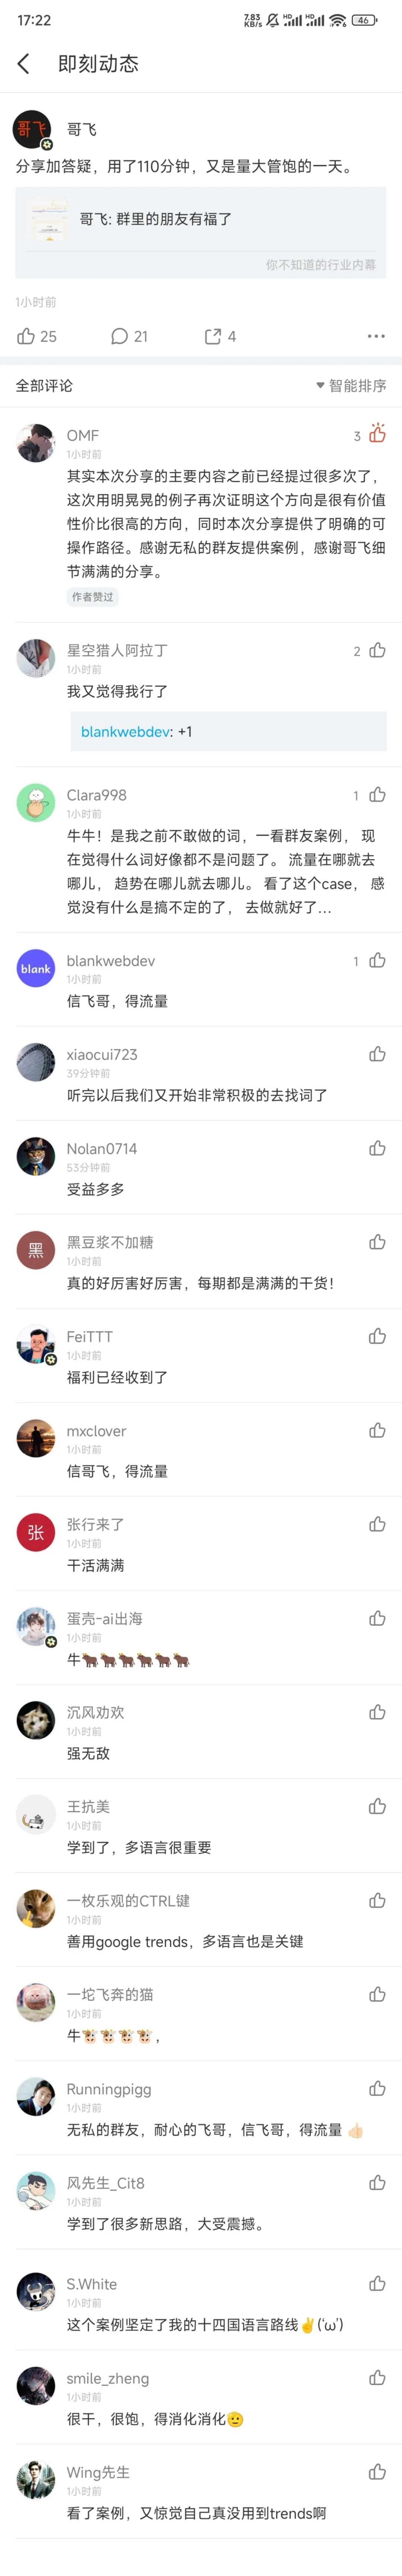 17:22
7.83
KB/s
HD
HD
46
即刻动态
哥飞
哥飞
分享加答疑，用了110分钟，又是量大管饱的一天。
哥飞: 群里的朋友有福了
你不知道的行业内幕
1小时前
25
21
4
全部评论
智能排序
OMF
3
1小时前
其实本次分享的主要内容之前已经提过很多次了，
这次用明晃晃的例子再次证明这个方向是很有价值
性价比很高的方向，同时本次分享提供了明确的可
操作路径。感谢无私的群友提供案例，感谢哥飞细
节满满的分享。
作者赞过
星空猎人阿拉丁
2
1小时前
我又觉得我行了
blankwebdev: +1
Clara998
1
1小时前
牛牛！是我之前不敢做的词，一看群友案例， 现
在觉得什么词好像都不是问题了。 流量在哪就去
哪儿， 趋势在哪儿就去哪儿。 看了这个case， 感
觉没有什么是搞不定的了， 去做就好了...
blank
blankwebdev
1
1小时前
信飞哥，得流量
xiaocui723
39分钟前
听完以后我们又开始非常积极的去找词了
Nolan0714
53分钟前
受益多多
黑
黑豆浆不加糖
1小时前
真的好厉害好厉害，每期都是满满的干货！
FeiTTT
1小时前
福利已经收到了
mxclover
1小时前
信哥飞，得流量
张
张行来了
1小时前
干活满满
蛋壳-ai出海
1小时前
牛🐂🐂🐂🐂🐂🐂
沉风劝欢
1小时前
强无敌
王抗美
1小时前
学到了，多语言很重要
一枚乐观的CTRL键
1小时前
善用google trends，多语言也是关键
一坨飞奔的猫
1小时前
牛🐮🐮🐮🐮，
Runningpigg
1小时前
无私的群友，耐心的飞哥，信飞哥，得流量 👍🏻
风先生_Cit8
1小时前
学到了很多新思路，大受震撼。
S.White
1小时前
这个案例坚定了我的十四国语言路线✌(‘ω’)
smile_zheng
1小时前
很干，很饱，得消化消化🫡
Wing先生
1小时前
看了案例，又惊觉自己真没用到trends啊